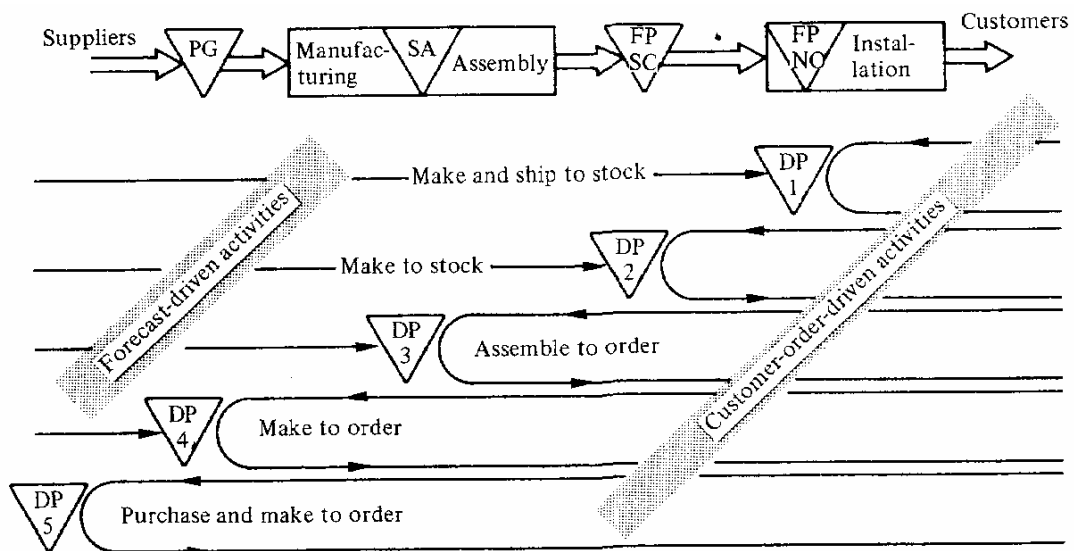 Suppliers
Customers
PG
Manufac-
turing
SA
Assembly
FP
SC
FP
NO
Instal-
lation
Forecast-driven activities
Make and ship to stock
DP
1
Make to stock
DP
2
DP
3
Assemble to order
DP
4
Make to order
DP
5
Purchase and make to order
Customer-order-driven activities